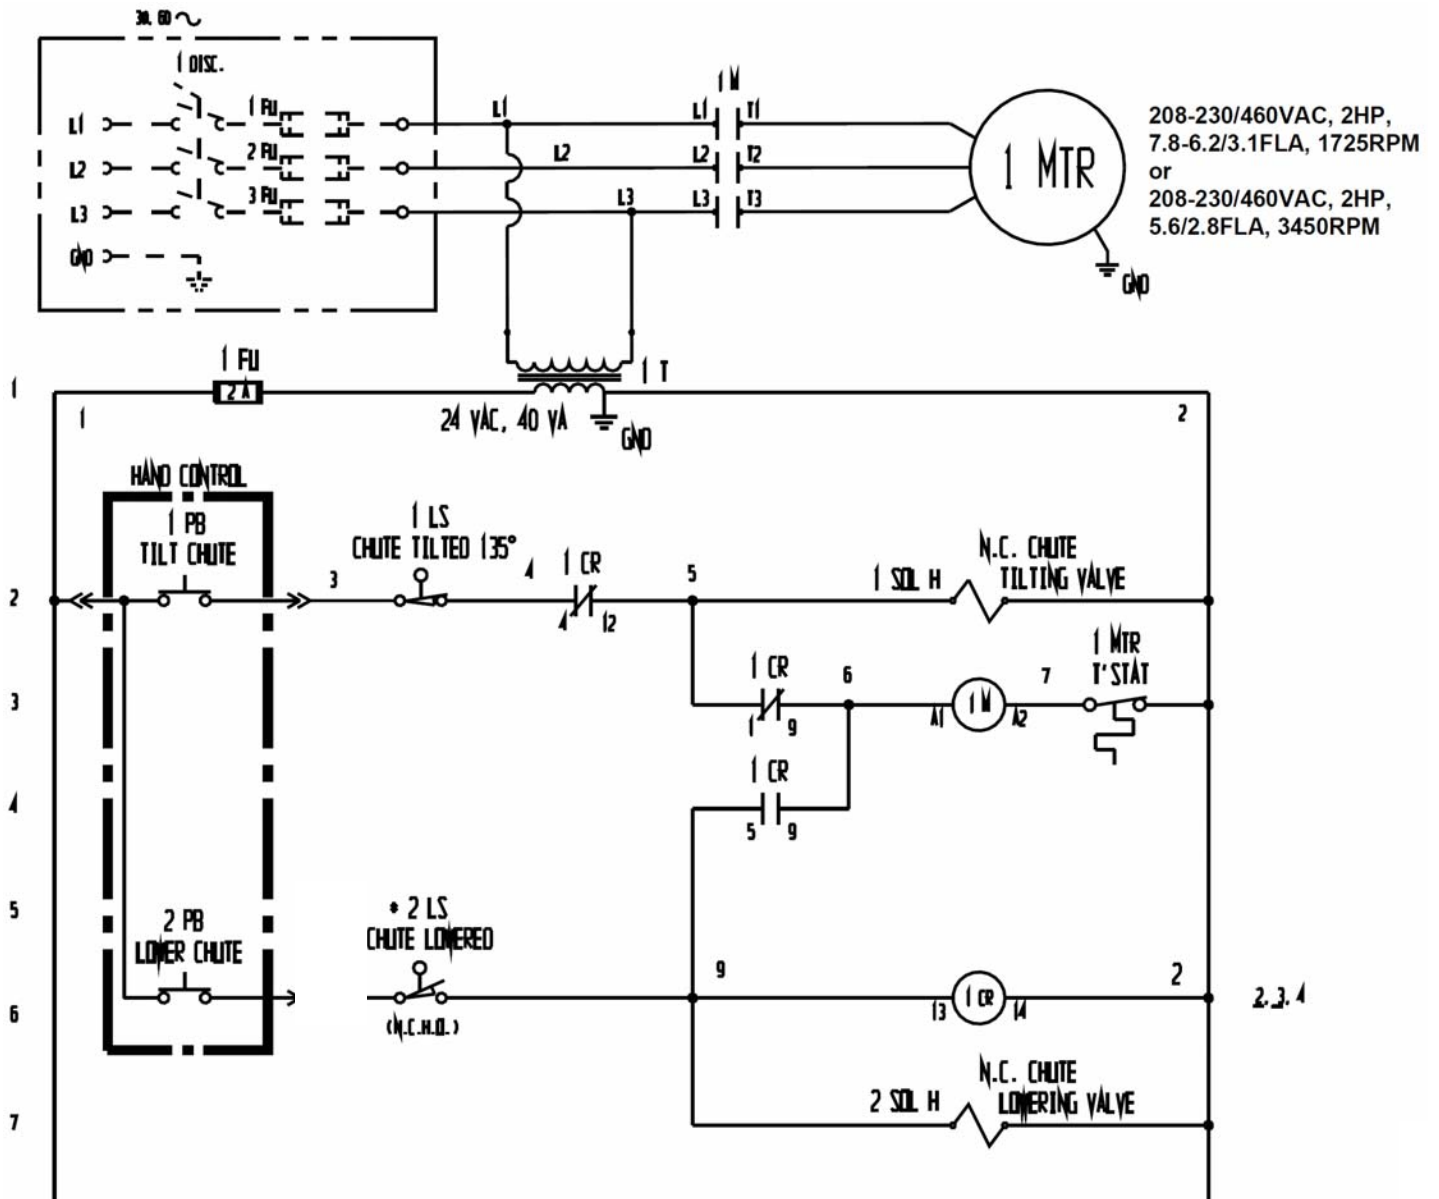 3Ø, 60 ~
1 DISC.
1 M
1 FU
L1
L1
L1
T1
2 FU
L2
L2
L2
T2
3 FU
L3
L3
L3
T3
GND
1 MTR
GND
208-230/460VAC, 2HP,
7.8-6.2/3.1FLA, 1725RPM
or
208-230/460VAC, 2HP,
5.6/2.8FLA, 3450RPM
1 FU
2 A
1 T
1
1
24 VAC, 40 VA
GND
2
HAND CONTROL
1 PB
TILT CHUTE
1 LS
CHUTE TILTED 135°
4
1 CR
N.C. CHUTE
TILTING VALVE
2
3
4
12
5
1 SOL H
1 MTR
T'STAT
3
1 CR
1
9
6
A1
1 M
A2
7
4
1 CR
5
9
5
2 PB
LOWER CHUTE
* 2 LS
CHUTE LOWERED
(N.C.H.O.)
6
9
13
1 CR
14
2
2, 3, 4
N.C. CHUTE
LOWERING VALVE
7
2 SOL H